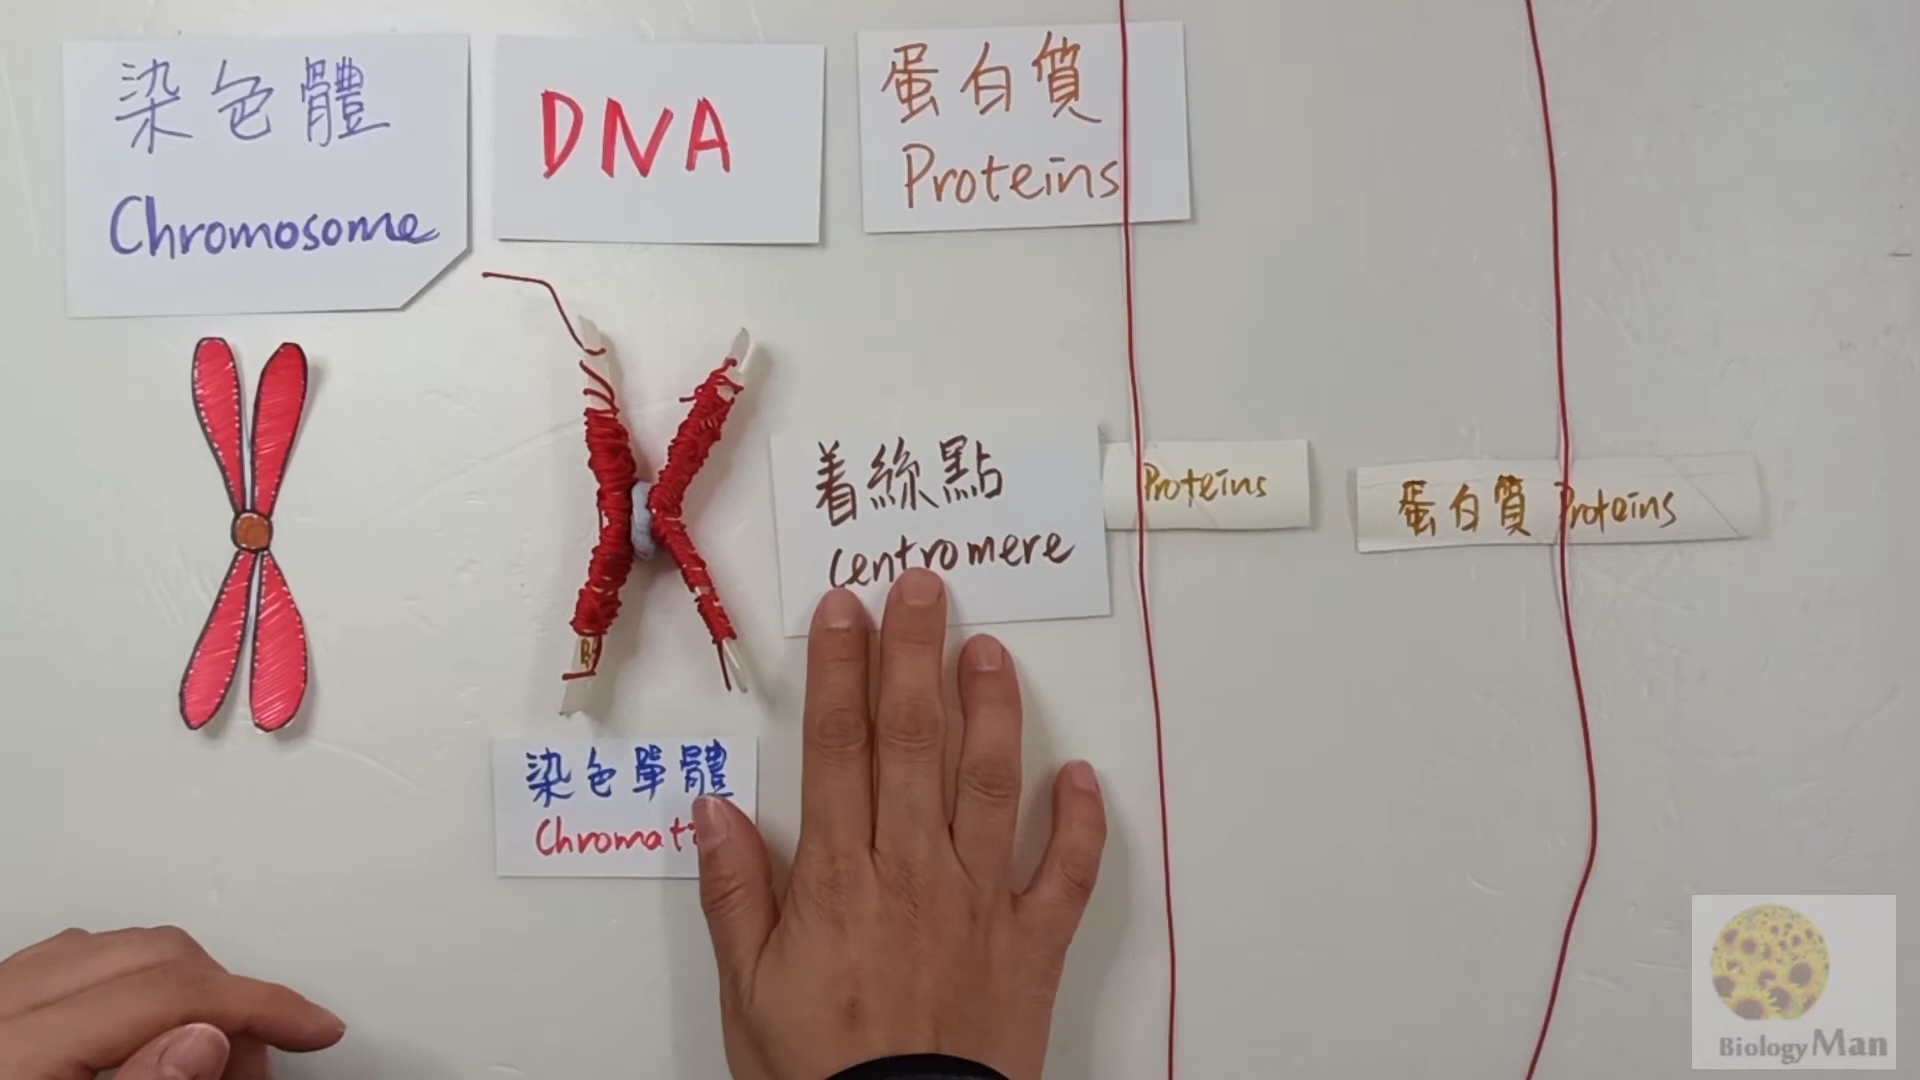 染色體
Chromosome
DNA
蛋白質
Proteins
着絲點
centromere
Proteins
蛋白質 Proteins
染色單體
Biology Man